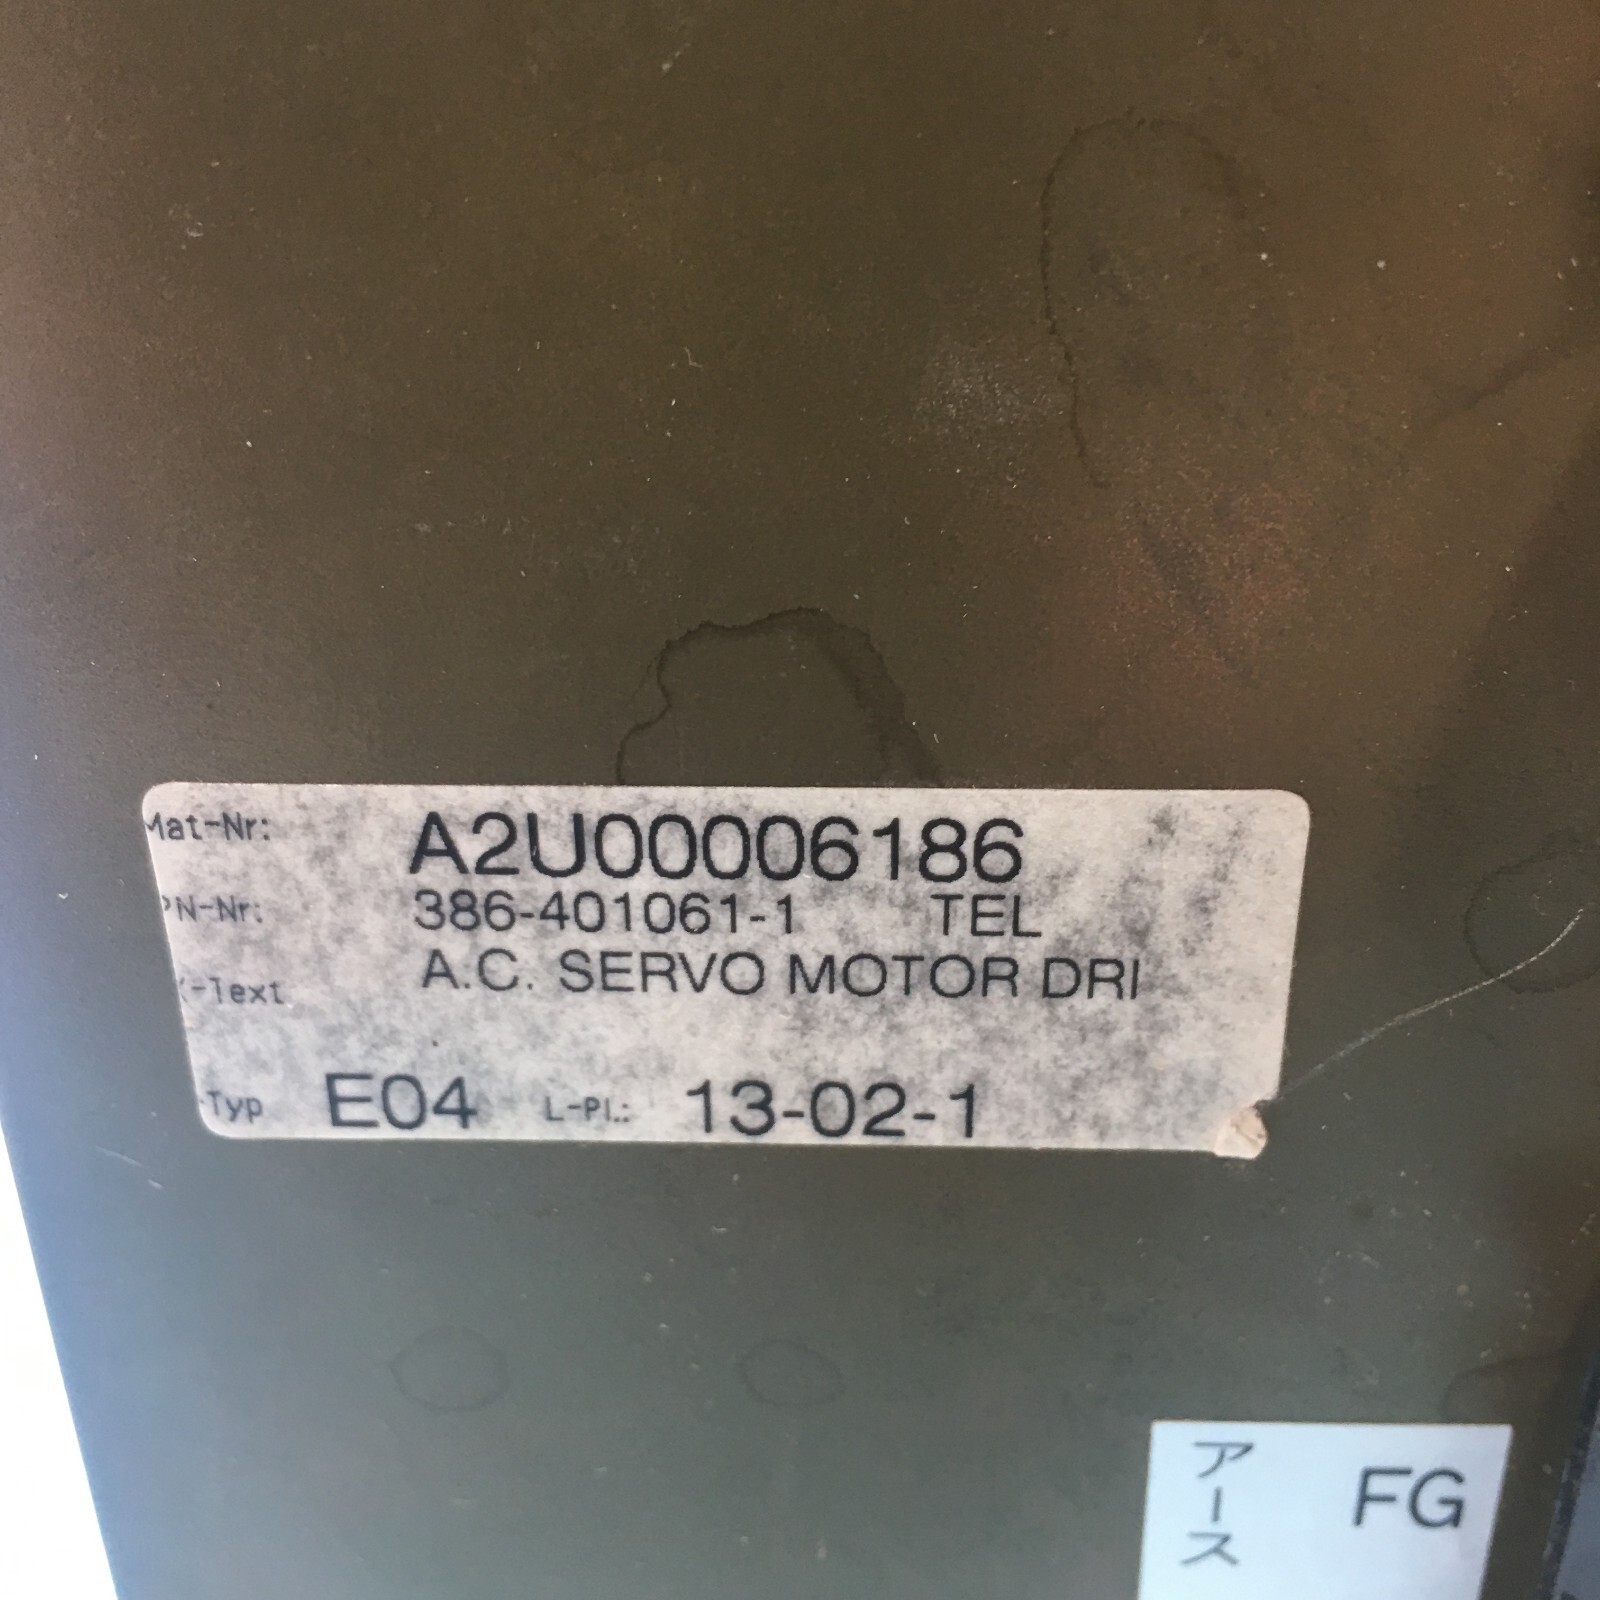 Mat-Nr: A2U00006186
PN-Nr: 386-401061-1 TEL
K-Text A.C. SERVO MOTOR DRI
Typ E04 L-Pl.: 13-02-1
アース FG